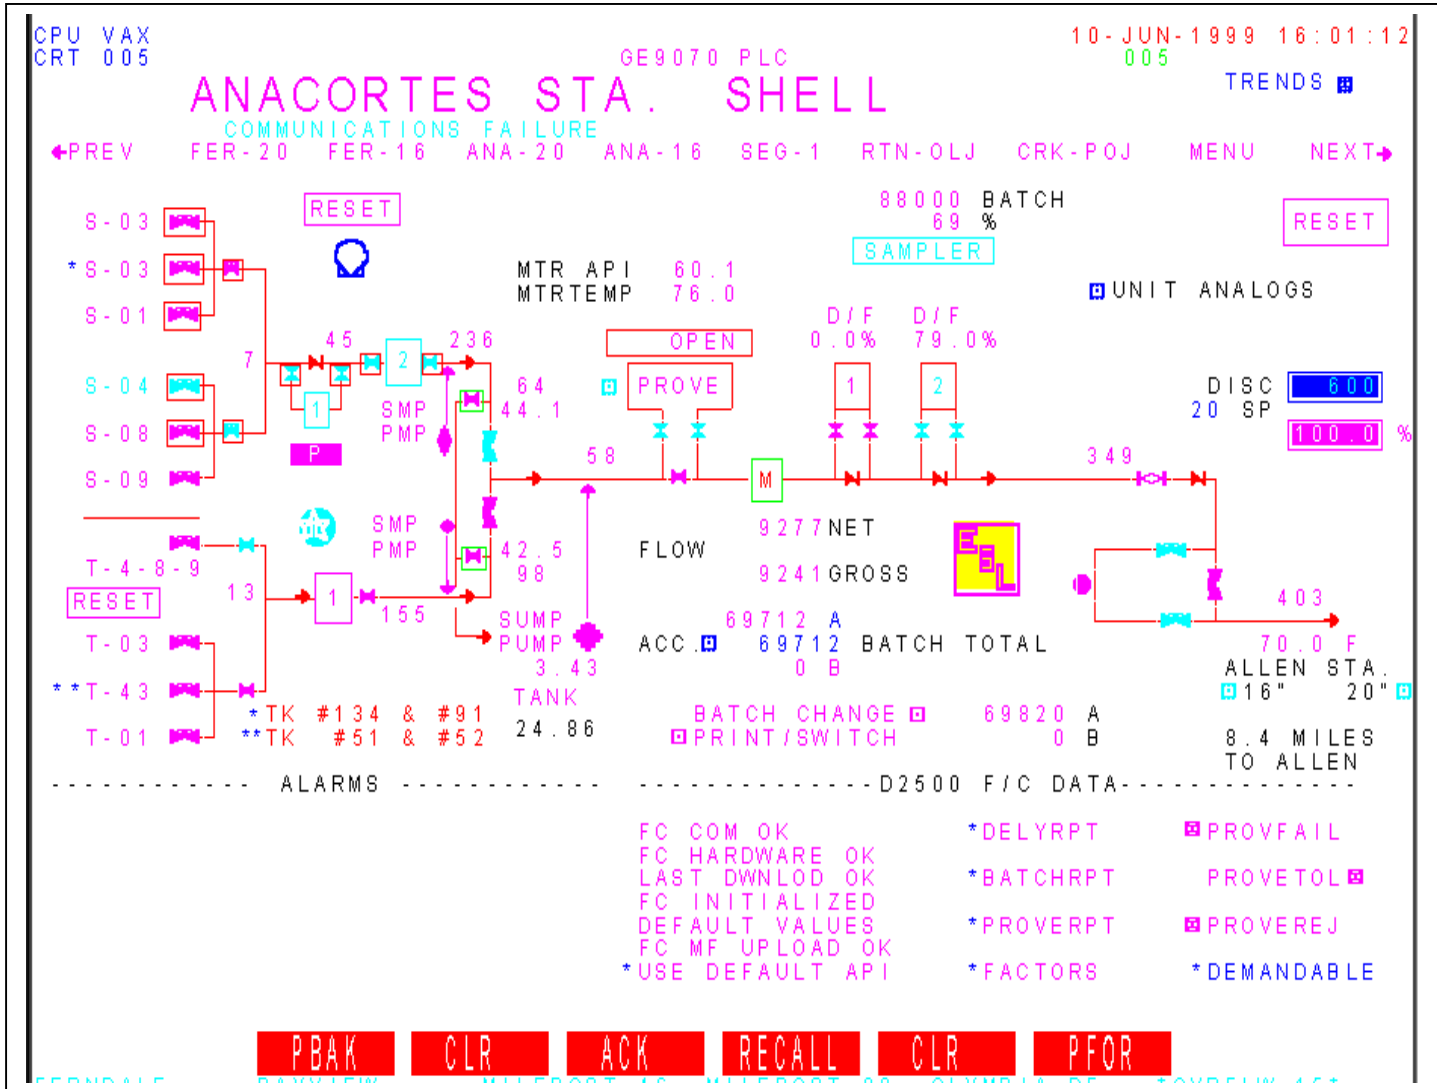 CPU VAX
10-JUN-1999 16:01:12
CRT 005
GE9070 PLC
005
ANACORTES STA. SHELL
TRENDS
COMMUNICATIONS FAILURE
PREV FER-20 FER-16 ANA-20 ANA-16 SEG-1 RTN-OLJ CRK-POJ MENU NEXT
88000 BATCH
69 %
RESET
RESET
S-03
SAMPLER
*S-03
MTR API 60.1
MTRTEMP 76.0
UNIT ANALOGS
S-01
D/F D/F
0.0% 79.0%
OPEN
7 45 2 236
S-04
64
PROVE
1 2
DISC 600
20 SP
1
SMP
PMP
44.1
S-08
100.0 %
P
58
349
S-09
M
SMP
PMP
9277 NET
42.5
98
FLOW
ESL
T-4-8-9
9241 GROSS
RESET
13 1 155
403
SUMP
PUMP
69712 A
T-03
ACC. 69712 BATCH TOTAL
70.0 F
3.43
0 B
ALLEN STA.
**T-43
TANK
16" 20"
*TK #134 & #91
24.86
BATCH CHANGE 69820 A
T-01
**TK #51 & #52
PRINT/SWITCH 0 B
8.4 MILES
TO ALLEN
------------ ALARMS ------------
--------------D2500 F/C DATA--------------
FC COM OK *DELYRPT PROVFAIL
FC HARDWARE OK
LAST DWNLOD OK *BATCHRPT PROVETOL
FC INITIALIZED
DEFAULT VALUES *PROVERPT PROVEREJ
FC MF UPLOAD OK
*USE DEFAULT API *FACTORS *DEMANDABLE
PBAK CLR ACK RECALL CLR PFOR